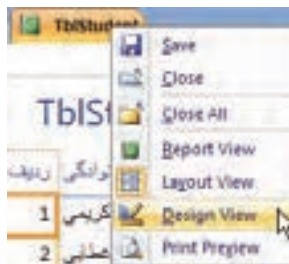 TblStudent
Save
Close
TblSt
Close All
Report View
ردیف
Layout View
1 کریمی
Design View
2
Print Preview